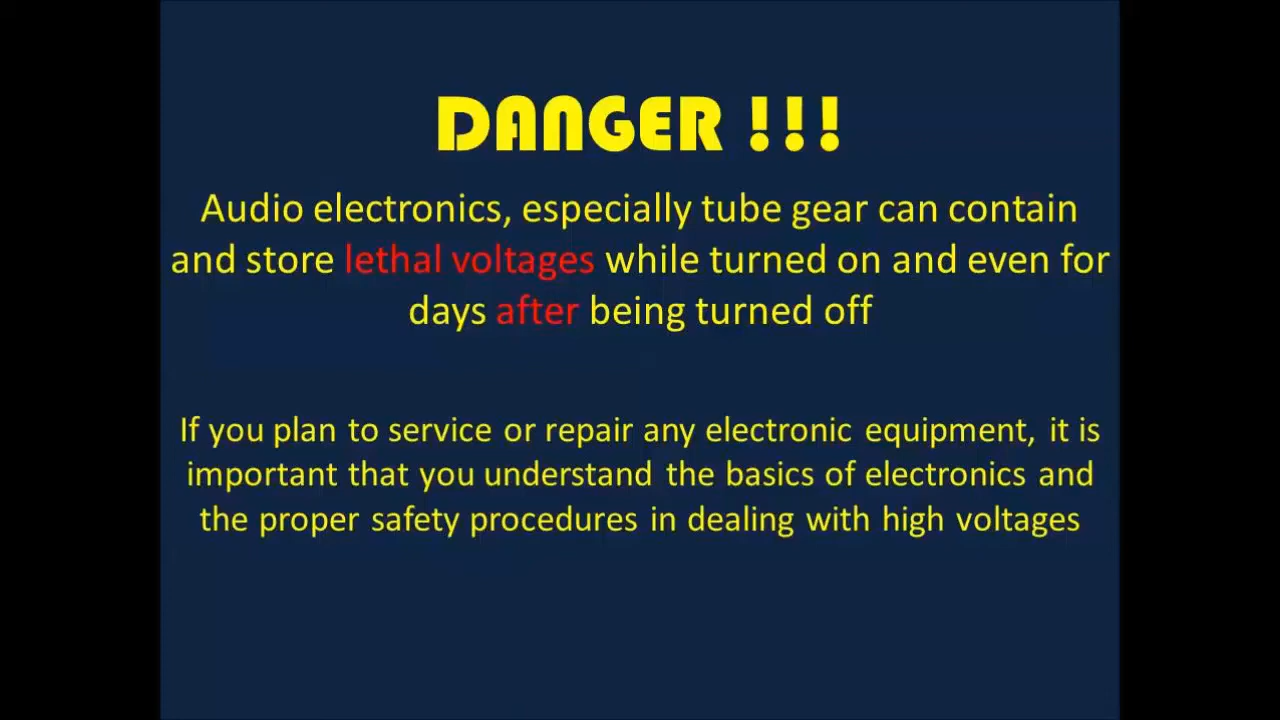 DANGER !!!
Audio electronics, especially tube gear can contain
and store lethal voltages while turned on and even for
days after being turned off
If you plan to service or repair any electronic equipment, it is
important that you understand the basics of electronics and
the proper safety procedures in dealing with high voltages